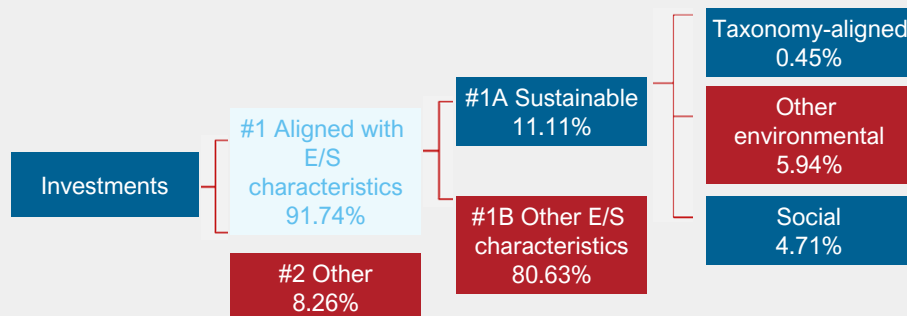 Investments
#1 Aligned with
E/S
characteristics
91.74%
#2 Other
8.26%
#1A Sustainable
11.11%
#1B Other E/S
characteristics
80.63%
Taxonomy-aligned
0.45%
Other
environmental
5.94%
Social
4.71%